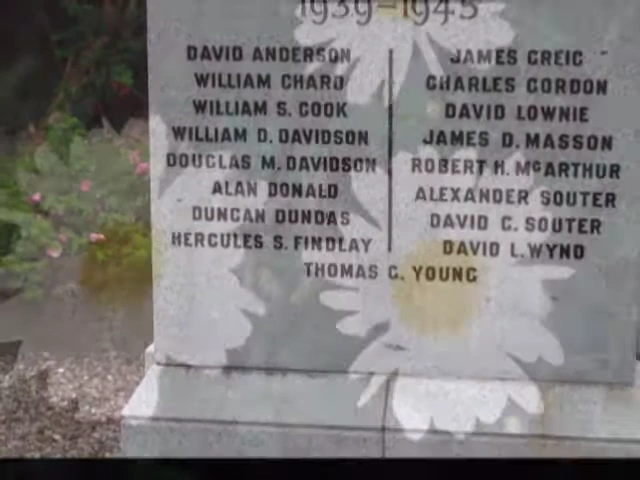 1939-1945
DAVID ANDERSON
WILLIAM CHARD
WILLIAM S. COOK
WILLIAM D. DAVIDSON
DOUGLAS M. DAVIDSON
ALAN DONALD
DUNCAN DUNDAS
HERCULES S. FINDLAY
JAMES GREIG
CHARLES GORDON
DAVID LOWNIE
JAMES D. MASSON
ROBERT H. McARTHUR
ALEXANDER SOUTER
DAVID G. SOUTER
DAVID L. WYND
THOMAS G. YOUNG